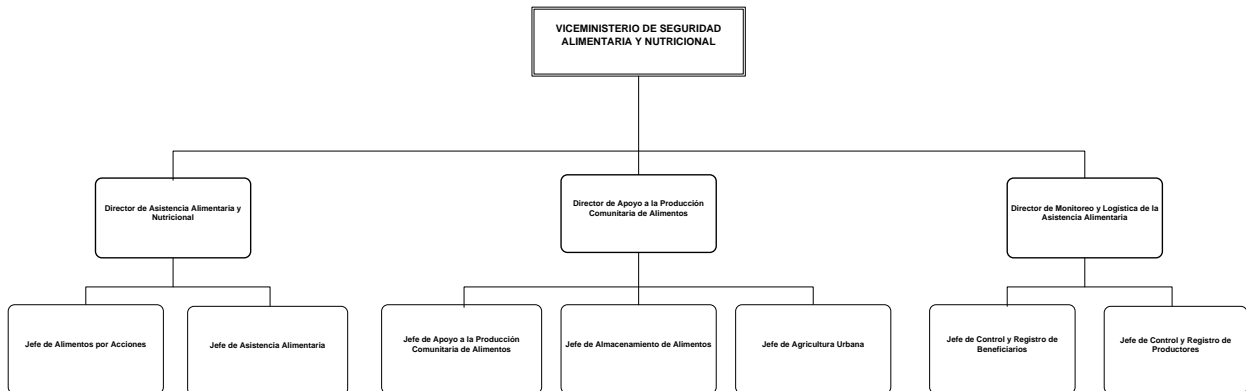 VICEMINISTERIO DE SEGURIDAD
ALIMENTARIA Y NUTRICIONAL
Director de Asistencia Alimentaria y
Nutricional
Director de Apoyo a la Producción
Comunitaria de Alimentos
Director de Monitoreo y Logística de la
Asistencia Alimentaria
Jefe de Alimentos por Acciones
Jefe de Asistencia Alimentaria
Jefe de Apoyo a la Producción
Comunitaria de Alimentos
Jefe de Almacenamiento de Alimentos
Jefe de Agricultura Urbana
Jefe de Control y Registro de
Beneficiarios
Jefe de Control y Registro de
Productores